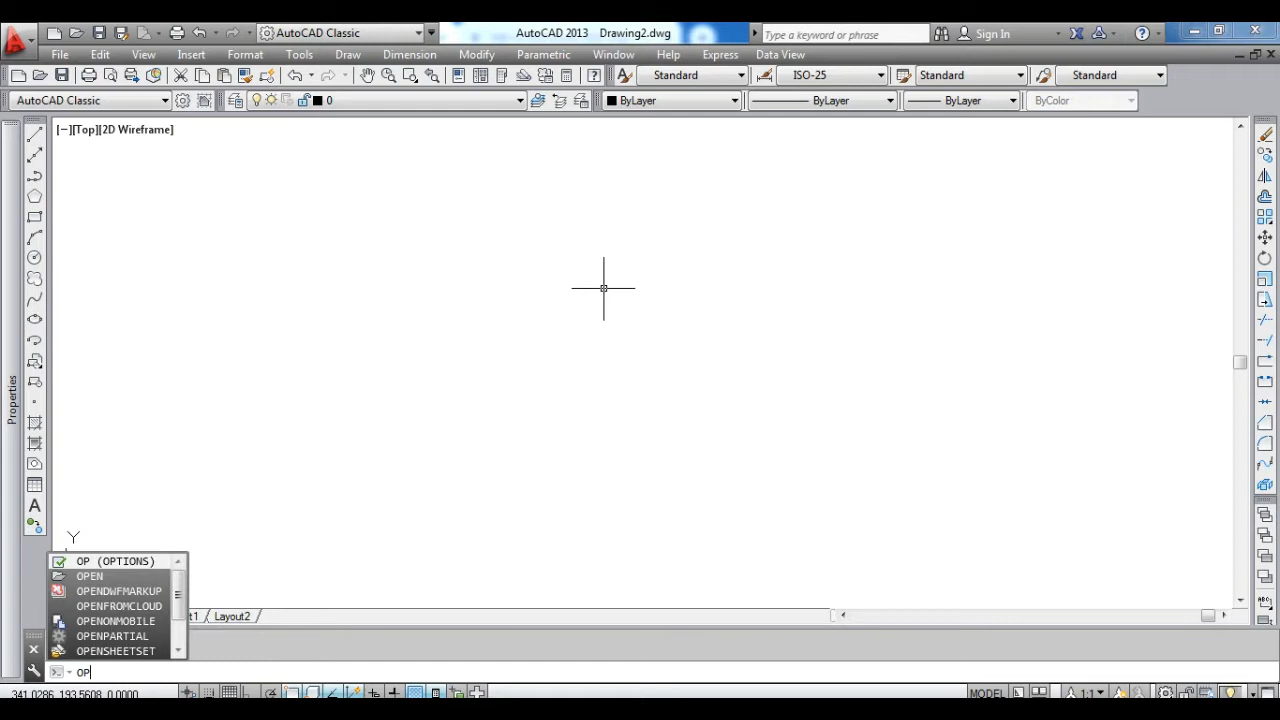 AutoCAD Classic
AutoCAD 2013 Drawing2.dwg
Type a keyword or phrase
Sign In
File Edit View Insert Format Tools Draw Dimension Modify Parametric Window Help Express Data View
Standard ISO-25 Standard Standard
AutoCAD Classic 0 ByLayer ByLayer ByLayer ByColor
[−][Top][2D Wireframe]
Properties
A
Y
OP (OPTIONS)
OPEN
OPENDWFMARKUP
OPENFROMCLOUD
OPENONMOBILE
OPENPARTIAL
OPENSHEETSET
Layout2
OP
341.0286, 193.5608, 0.0000
MODEL
1:1